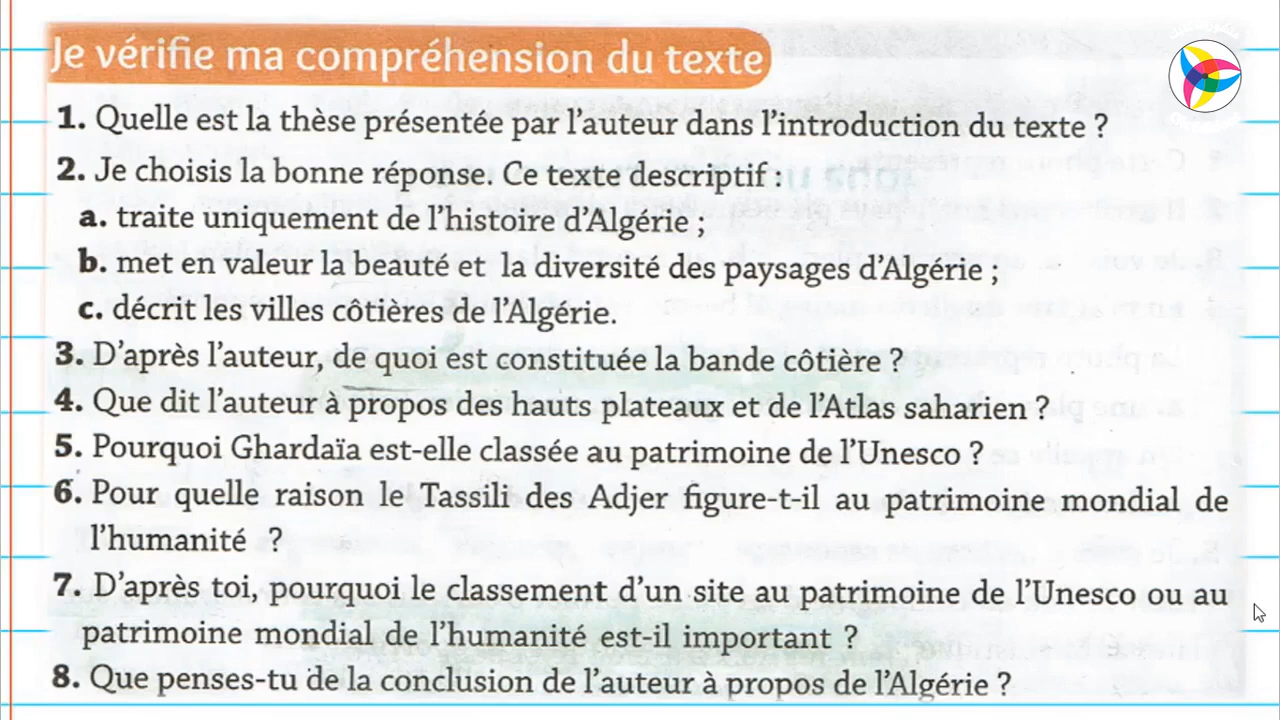 Je vérifie ma compréhension du texte
1. Quelle est la thèse présentée par l'auteur dans l'introduction du texte ?
2. Je choisis la bonne réponse. Ce texte descriptif :
a. traite uniquement de l'histoire d'Algérie ;
b. met en valeur la beauté et la diversité des paysages d'Algérie ;
c. décrit les villes côtières de l'Algérie.
3. D'après l'auteur, de quoi est constituée la bande côtière ?
4. Que dit l'auteur à propos des hauts plateaux et de l'Atlas saharien ?
5. Pourquoi Ghardaïa est-elle classée au patrimoine de l'Unesco ?
6. Pour quelle raison le Tassili des Adjer figure-t-il au patrimoine mondial de
l'humanité ?
7. D'après toi, pourquoi le classement d'un site au patrimoine de l'Unesco ou au
patrimoine mondial de l'humanité est-il important ?
8. Que penses-tu de la conclusion de l'auteur à propos de l'Algérie ?